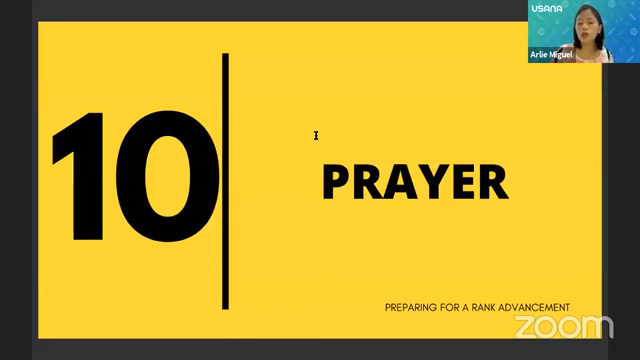 USANA
Arlie Miguel
10
PRAYER
PREPARING FOR A RANK ADVANCEMENT
zoom